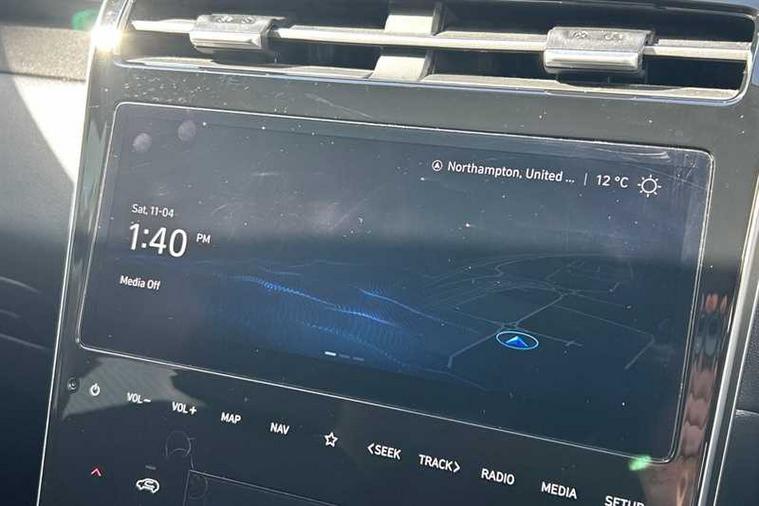 Northampton, United ... | 12 °C
Sat, 11-04
1:40 PM
Media Off
VOL−
VOL+
MAP
NAV
<SEEK
TRACK>
RADIO
MEDIA
SETUP